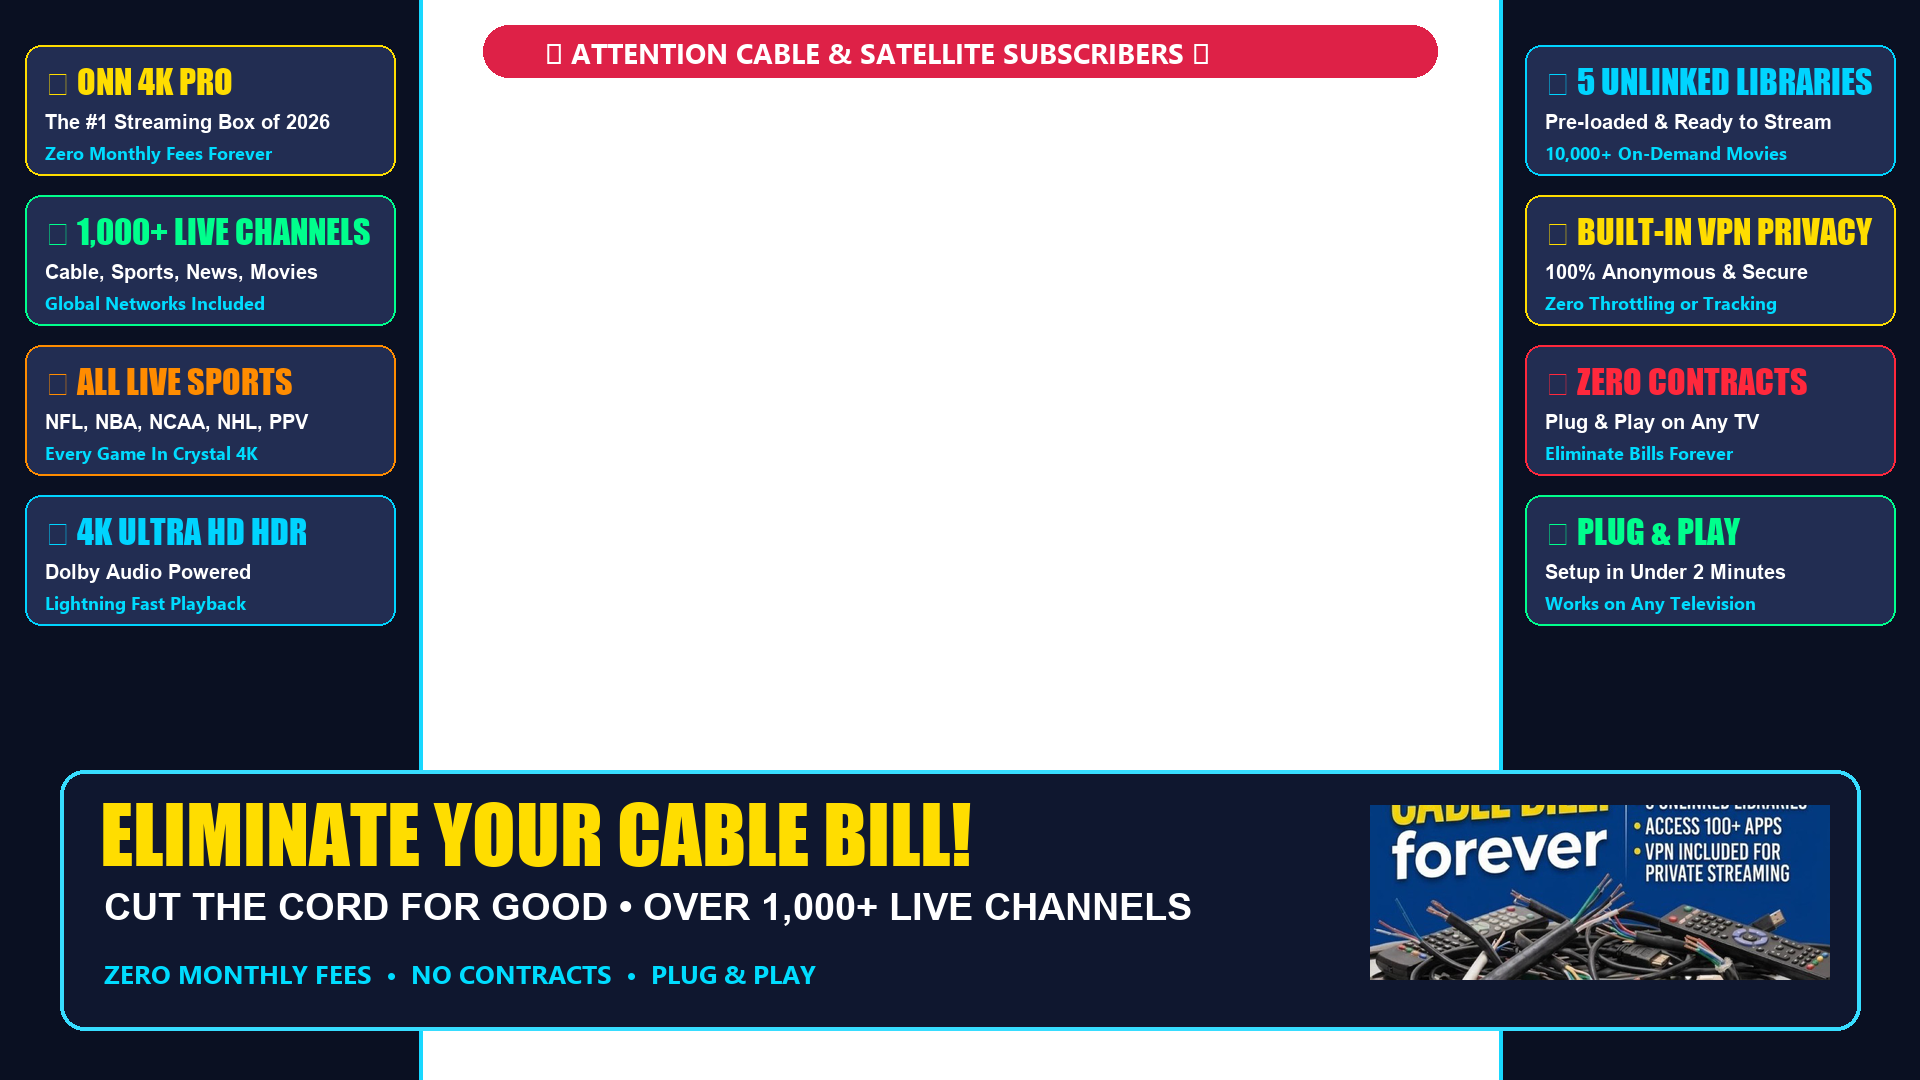 ATTENTION CABLE & SATELLITE SUBSCRIBERS
ONN 4K PRO
The #1 Streaming Box of 2026
Zero Monthly Fees Forever
1,000+ LIVE CHANNELS
Cable, Sports, News, Movies
Global Networks Included
ALL LIVE SPORTS
NFL, NBA, NCAA, NHL, PPV
Every Game In Crystal 4K
4K ULTRA HD HDR
Dolby Audio Powered
Lightning Fast Playback
5 UNLINKED LIBRARIES
Pre-loaded & Ready to Stream
10,000+ On-Demand Movies
BUILT-IN VPN PRIVACY
100% Anonymous & Secure
Zero Throttling or Tracking
ZERO CONTRACTS
Plug & Play on Any TV
Eliminate Bills Forever
PLUG & PLAY
Setup in Under 2 Minutes
Works on Any Television
ELIMINATE YOUR CABLE BILL!
CUT THE CORD FOR GOOD • OVER 1,000+ LIVE CHANNELS
ZERO MONTHLY FEES • NO CONTRACTS • PLUG & PLAY
CABLE BILL!
forever
5 UNLINKED LIBRARIES
• ACCESS 100+ APPS
• VPN INCLUDED FOR
PRIVATE STREAMING